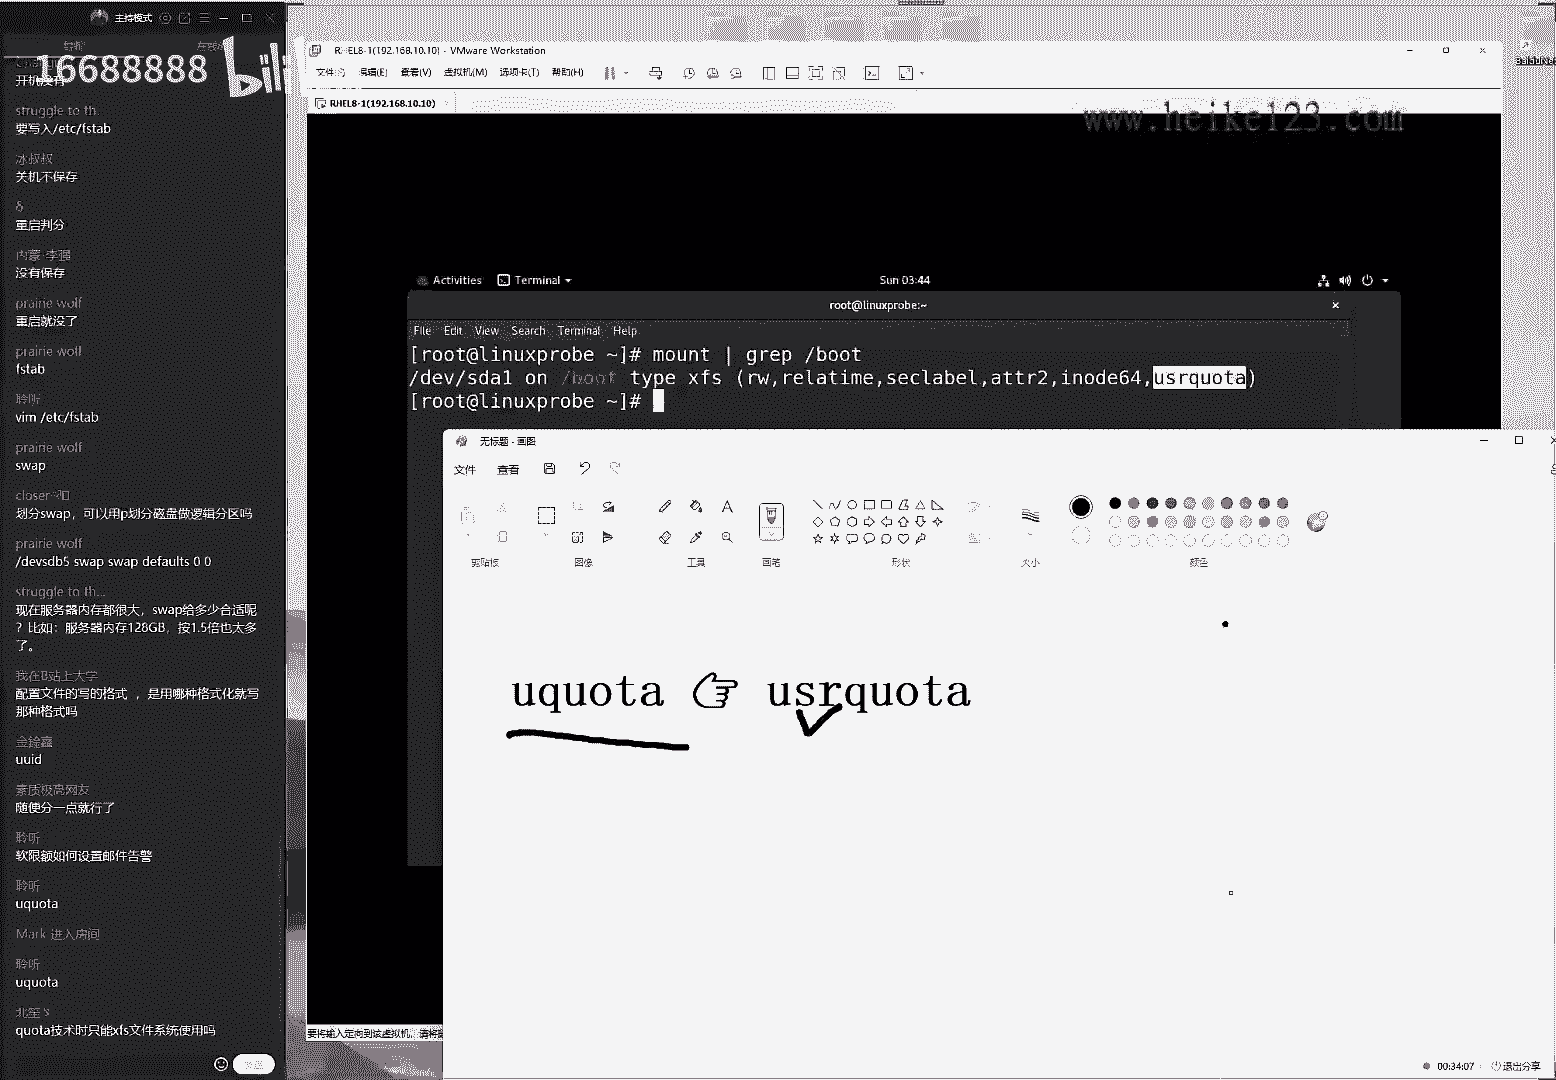 主持模式
16688888 bili
开机没有
struggle to th...
要写入/etc/fstab
冰叔叔
关机不保存
δ
重启判分
内蒙-李强
没有保存
prairie wolf
重启就没了
prairie wolf
fstab
聆听
vim /etc/fstab
prairie wolf
swap
划分swap，可以用p划分磁盘做逻辑分区吗
prairie wolf
/devsdb5 swap swap defaults 0 0
struggle to th...
现在服务器内存都很大，swap给多少合适呢
？比如：服务器内存128GB，按1.5倍也太多
了。
我在B站上大学
配置文件的写的格式 ，是用哪种格式化就写
那种格式吗
金鑫鑫
uuid
素质极高网友
随便分一点就行了
聆听
软限额如何设置邮件告警
聆听
uquota
Mark 进入房间
聆听
uquota
quota技术时只能xfs文件系统使用吗
RHEL8-1(192.168.10.10) - VMware Workstation
文件(F) 编辑(E) 查看(V) 虚拟机(M) 选项卡(T) 帮助(H)
RHEL8-1(192.168.10.10)
www.heike123.com
Activities Terminal Sun 03:44
root@linuxprobe:~
File Edit View Search Terminal Help
[root@linuxprobe ~]# mount | grep /boot
/dev/sda1 on /boot type xfs (rw,relatime,seclabel,attr2,inode64,usrquota)
[root@linuxprobe ~]#
无标题 - 画图
文件 查看
剪贴板 图像 工具 画笔 形状 大小 颜色
uquota 👉 usrquota
要将输入定向到该虚拟机，请将
00:34:07 退出分享